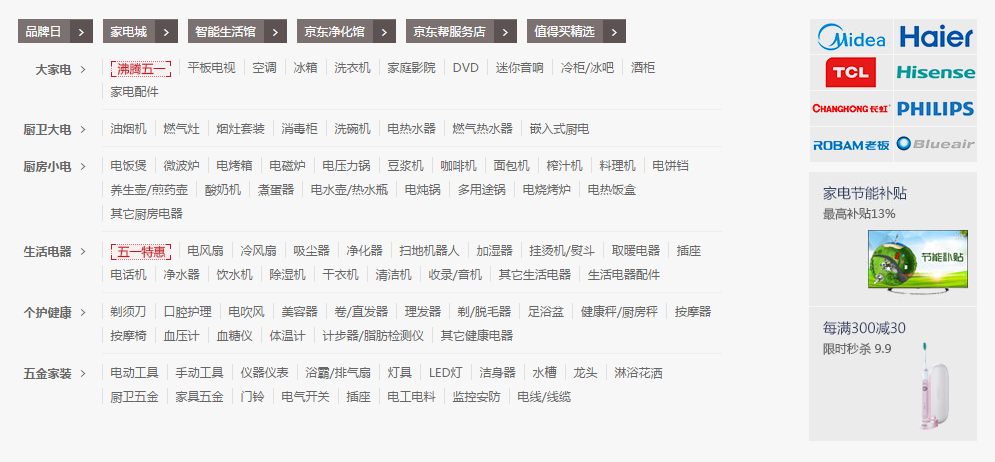 品牌日 > 家电城 > 智能生活馆 > 京东净化馆 > 京东帮服务店 > 值得买精选 >
大家电 > 沸腾五一 平板电视 空调 冰箱 洗衣机 家庭影院 DVD 迷你音响 冷柜/冰吧 酒柜
家电配件
厨卫大电 > 油烟机 燃气灶 烟灶套装 消毒柜 洗碗机 电热水器 燃气热水器 嵌入式厨电
厨房小电 > 电饭煲 微波炉 电烤箱 电磁炉 电压力锅 豆浆机 咖啡机 面包机 榨汁机 料理机 电饼铛
养生壶/煎药壶 酸奶机 煮蛋器 电水壶/热水瓶 电炖锅 多用途锅 电烧烤炉 电热饭盒
其它厨房电器
生活电器 > 五一特惠 电风扇 冷风扇 吸尘器 净化器 扫地机器人 加湿器 挂烫机/熨斗 取暖电器 插座
电话机 净水器 饮水机 除湿机 干衣机 清洁机 收录/音机 其它生活电器 生活电器配件
个护健康 > 剃须刀 口腔护理 电吹风 美容器 卷/直发器 理发器 剃/脱毛器 足浴盆 健康秤/厨房秤 按摩器
按摩椅 血压计 血糖仪 体温计 计步器/脂肪检测仪 其它健康电器
五金家装 > 电动工具 手动工具 仪器仪表 浴霸/排气扇 灯具 LED灯 洁身器 水槽 龙头 淋浴花洒
厨卫五金 家具五金 门铃 电气开关 插座 电工电料 监控安防 电线/线缆
Midea Haier
TCL Hisense
CHANGHONG 长虹 PHILIPS
ROBAM 老板 Blueair
家电节能补贴
最高补贴13%
节能补贴
每满300减30
限时秒杀 9.9